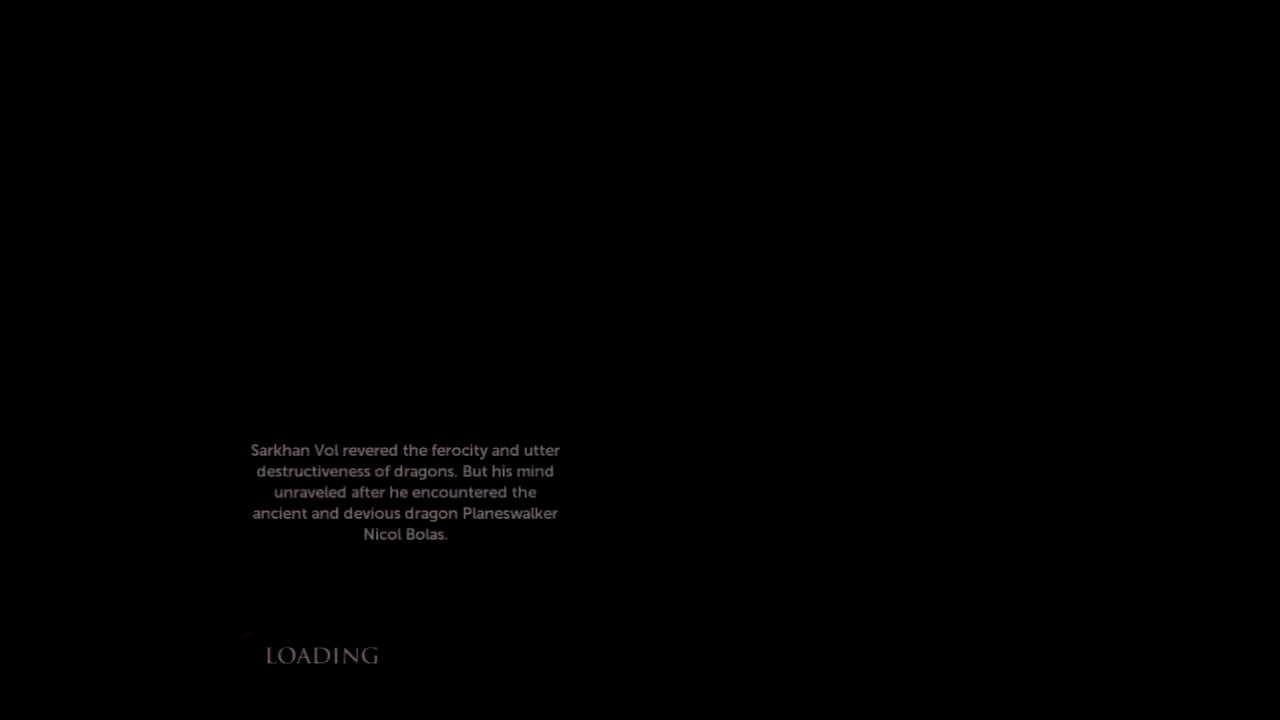 Sarkhan Vol revered the ferocity and utter
destructiveness of dragons. But his mind
unraveled after he encountered the
ancient and devious dragon Planeswalker
Nicol Bolas.
LOADING